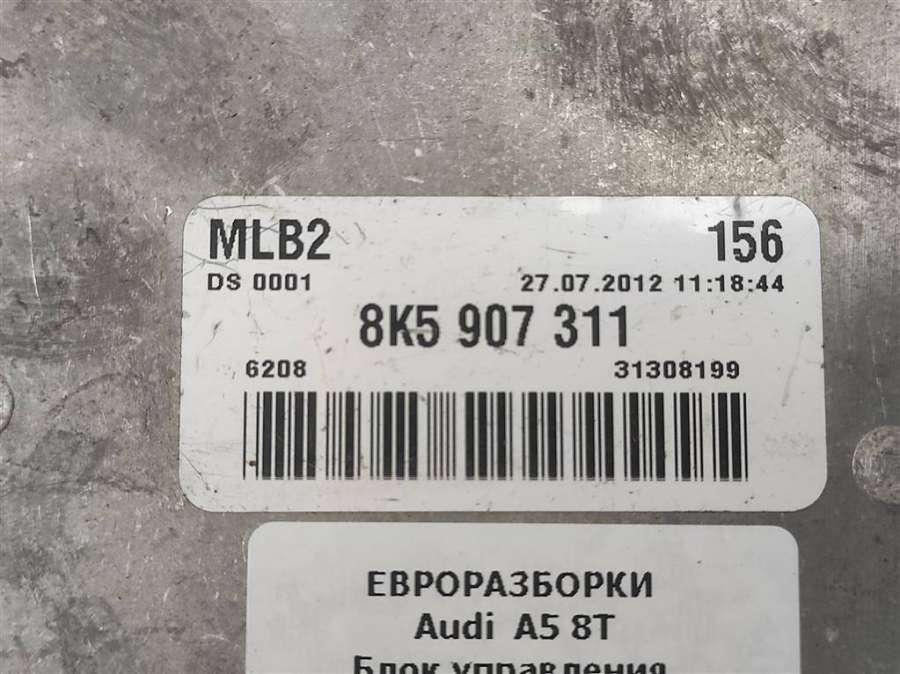 MLB2 156
DS 0001 27.07.2012 11:18:44
8K5 907 311
6208 31308199
ЕВРОРАЗБОРКИ
Audi A5 8T
Блок управления